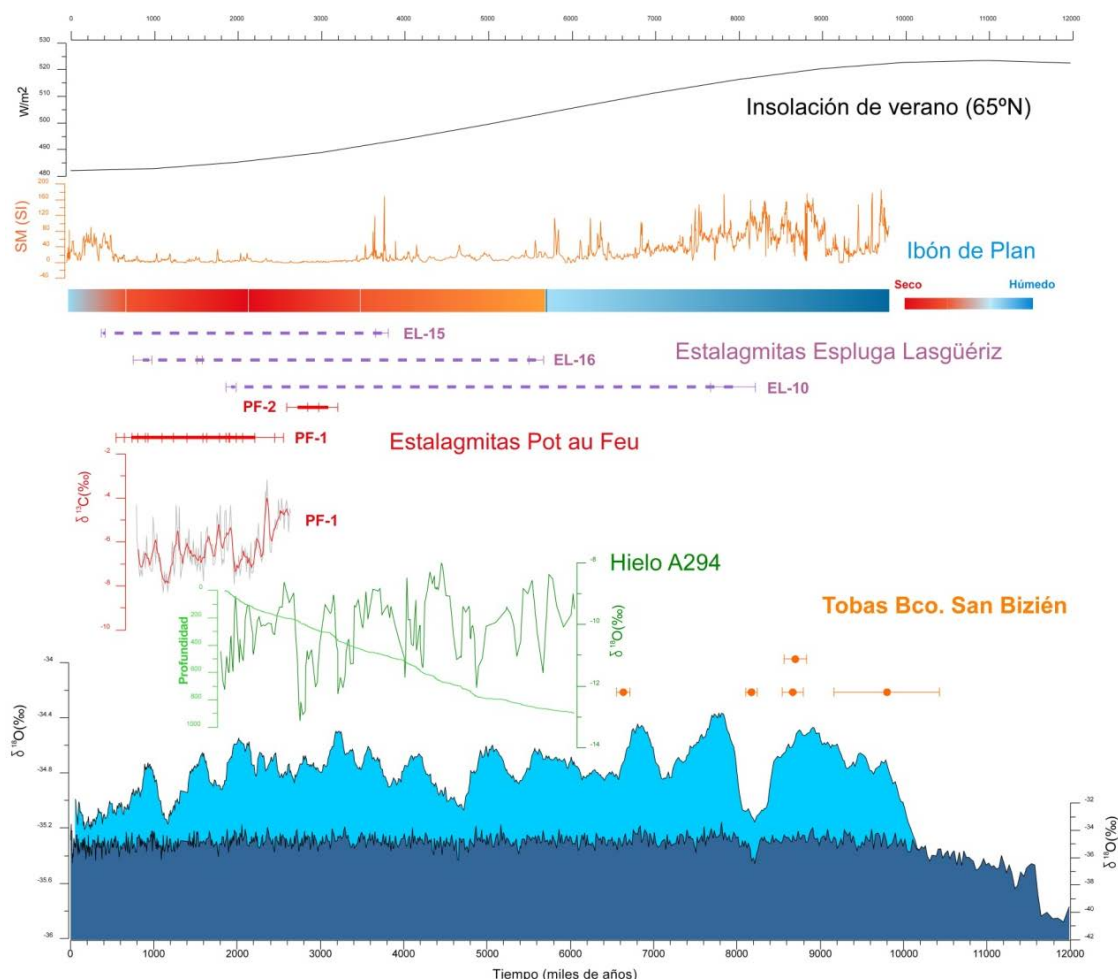 0 1000 2000 3000 4000 5000 6000 7000 8000 9000 10000 11000 12000
530
520
510
500
490
480
W/m2
Insolación de verano (65ºN)
200
160
120
80
40
0
-40
SM (SI)
Ibón de Plan
Seco Húmedo
EL-15
Estalagmitas Espluga Lasgüériz
EL-16
EL-10
PF-2
PF-1
Estalagmitas Pot au Feu
-2
-4
-6
-8
-10
δ ¹³C(‰)
PF-1
Hielo A294
0
200
400
600
800
1000
Profundidad
-8
-10
-12
-14
δ ¹⁸O(‰)
Tobas Bco. San Bizién
-34
-34.4
-34.8
-35.2
-35.6
-36
δ ¹⁸O(‰)
-32
-34
-36
-38
-40
-42
δ ¹⁸O(‰)
0 1000 2000 3000 4000 5000 6000 7000 8000 9000 10000 11000 12000
Tiempo (miles de años)